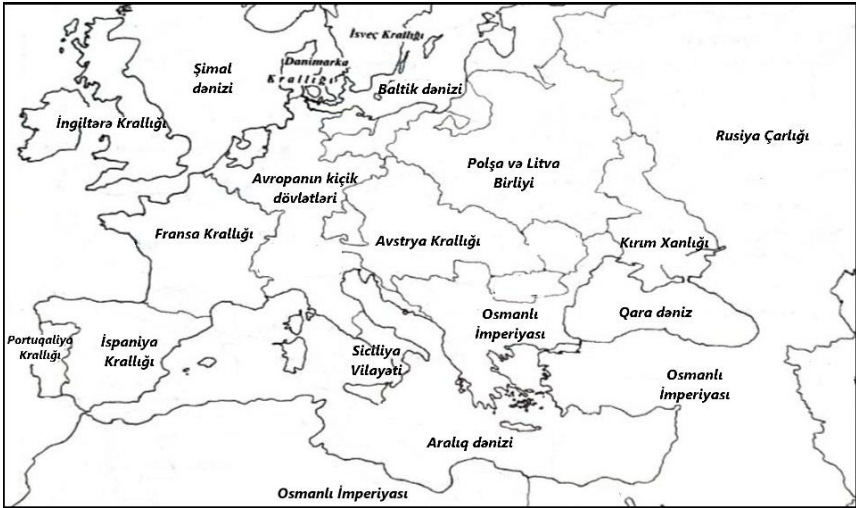 İsveç Krallığı
Şimal
dənizi
Danimarka
Krallığı
Baltik dənizi
İngiltərə Krallığı
Rusiya Çarlığı
Polşa və Litva
Birliyi
Avropanın kiçik
dövlətləri
Fransa Krallığı
Avstrya Krallığı
Kırım Xanlığı
Osmanlı
İmperiyası
Qara dəniz
Portuqaliya
Krallığı
İspaniya
Krallığı
Siciliya
Vilayəti
Osmanlı
İmperiyası
Aralıq dənizi
Osmanlı İmperiyası